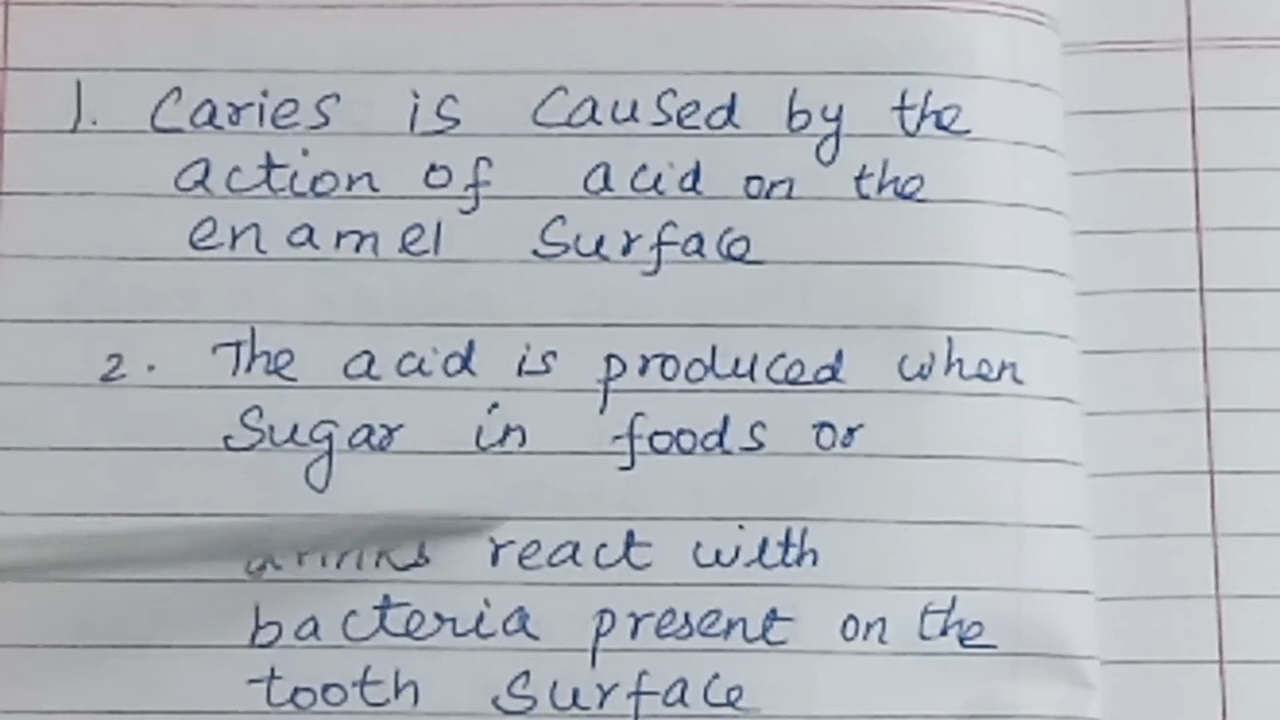 1. Caries is Caused by the
action of acid on the
enamel Surface
2. The acid is produced when
Sugar in foods or
drinks react with
bacteria present on the
tooth Surface